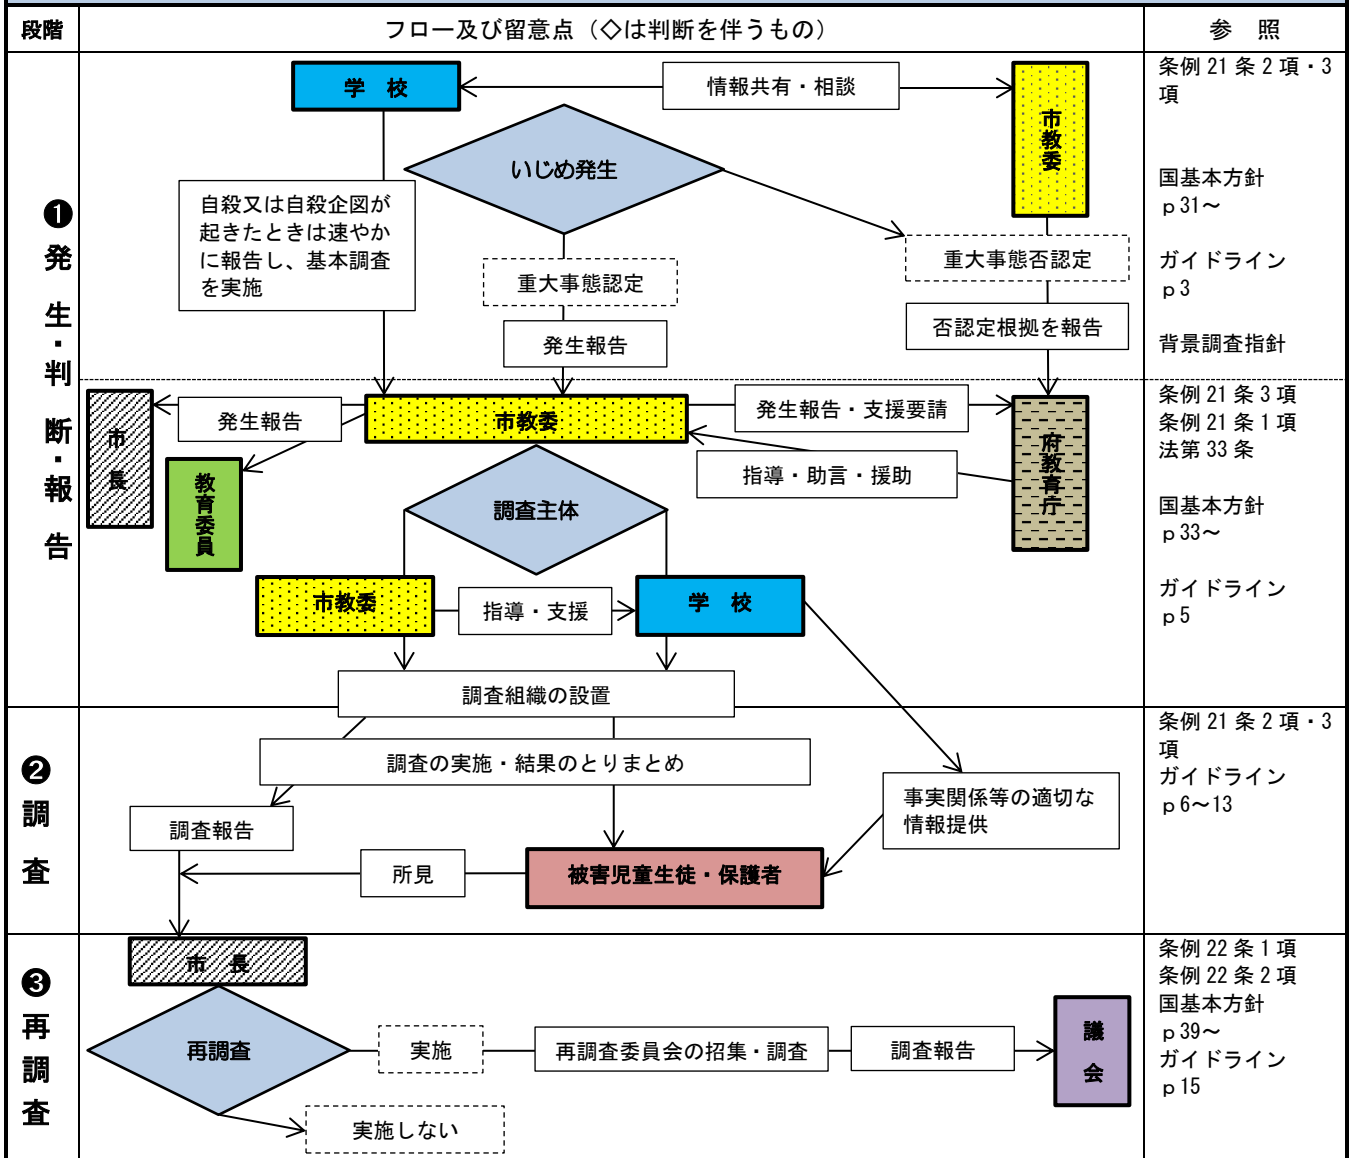 段階
フロー及び留意点（◇は判断を伴うもの）
参　照
❶発生・判断・報告
学　校
情報共有・相談
市教委
いじめ発生
自殺又は自殺企図が
起きたときは速やか
に報告し、基本調査
を実施
重大事態認定
重大事態否認定
発生報告
否認定根拠を報告
条例 21 条 2 項・3
項
国基本方針
ｐ31～
ガイドライン
ｐ3
背景調査指針
市長
発生報告
市教委
発生報告・支援要請
府教育庁
教育委員
指導・助言・援助
調査主体
市教委
指導・支援
学　校
調査組織の設置
条例 21 条 3 項
条例 21 条 1 項
法第 33 条
国基本方針
ｐ33～
ガイドライン
ｐ5
❷調査
調査の実施・結果のとりまとめ
事実関係等の適切な
情報提供
調査報告
所見
被害児童生徒・保護者
条例 21 条 2 項・3
項
ガイドライン
ｐ6～13
❸再調査
市　長
再調査
実施
再調査委員会の招集・調査
調査報告
議会
実施しない
条例 22 条 1 項
条例 22 条 2 項
国基本方針
ｐ39～
ガイドライン
ｐ15